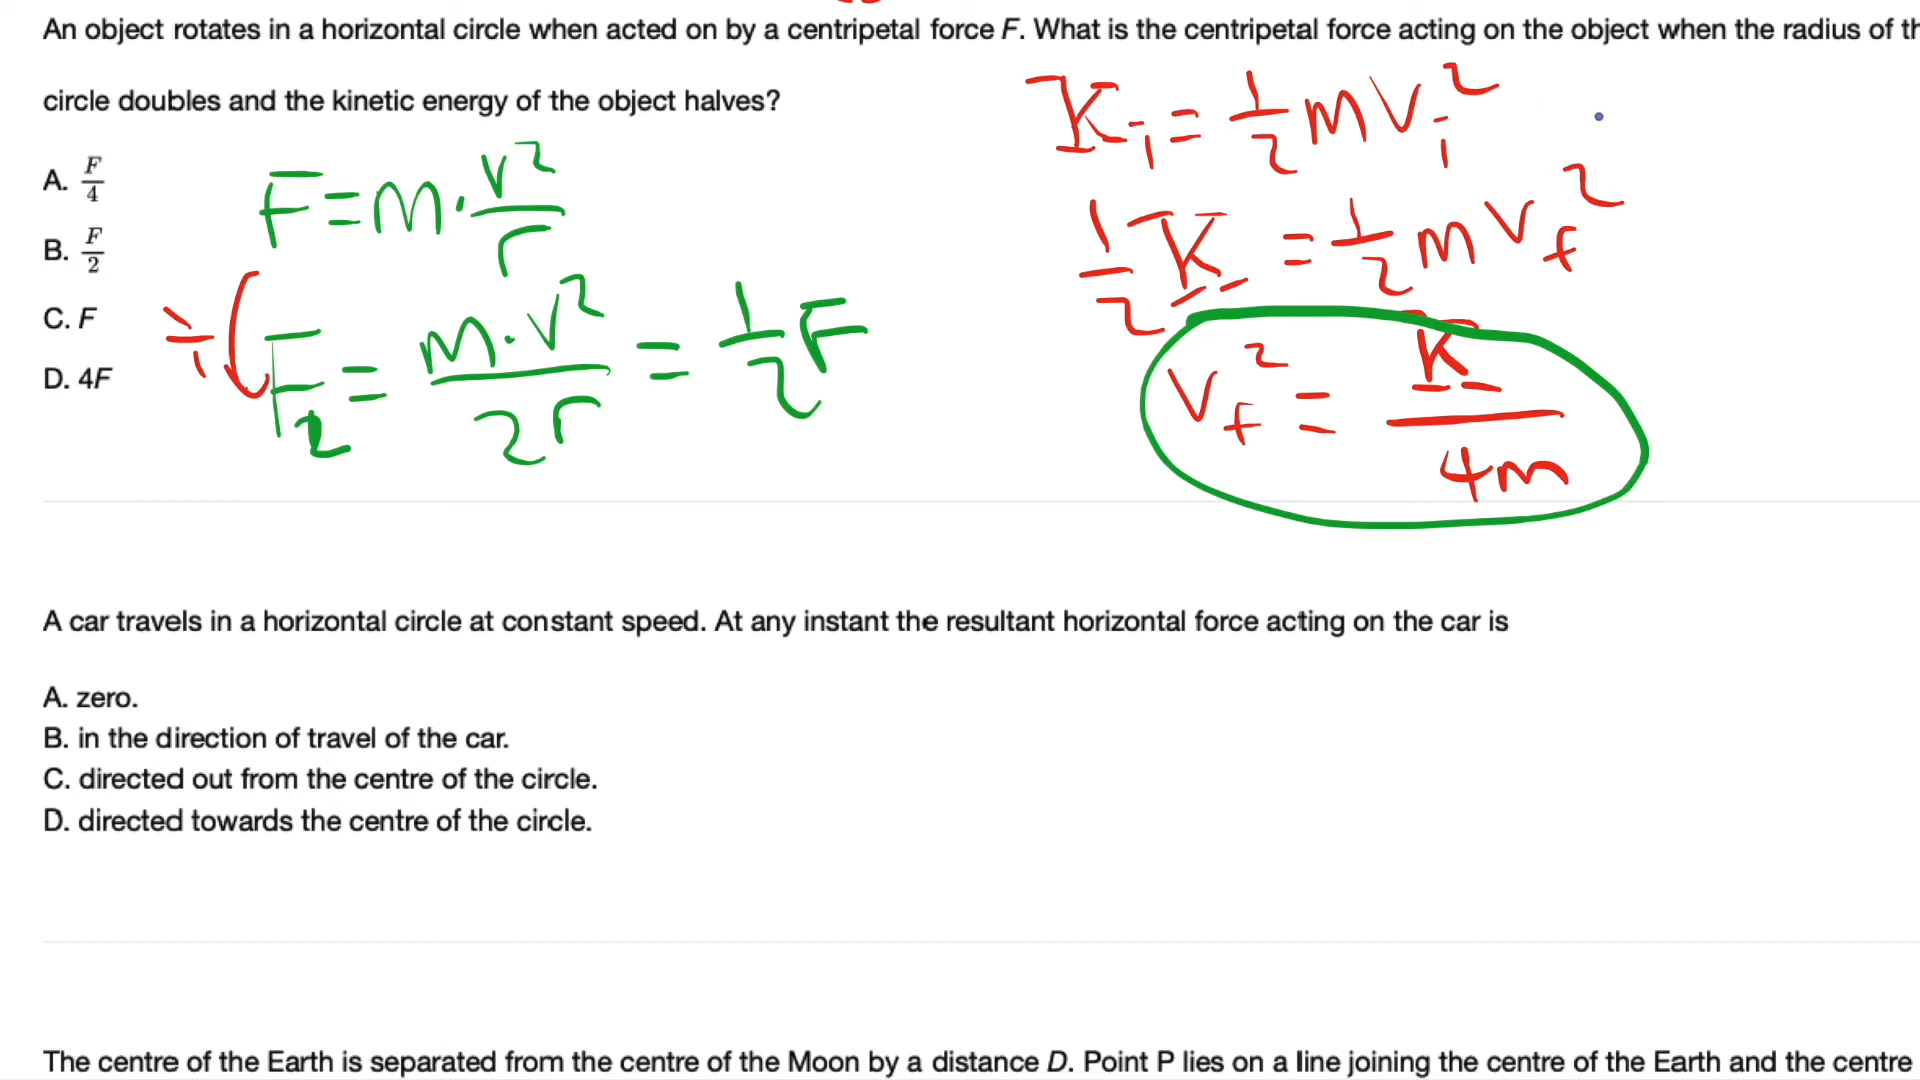 An object rotates in a horizontal circle when acted on by a centripetal force F. What is the centripetal force acting on the object when the radius of
circle doubles and the kinetic energy of the object halves?
A. F/4
B. F/2
C. F
D. 4F
F = m · v²/r
F₂ = m · v²/2r = 1/2 F
Kᵢ = 1/2 m vᵢ²
1/2 K = 1/2 m v_f²
v_f² = K/4m
A car travels in a horizontal circle at constant speed. At any instant the resultant horizontal force acting on the car is
A. zero.
B. in the direction of travel of the car.
C. directed out from the centre of the circle.
D. directed towards the centre of the circle.
The centre of the Earth is separated from the centre of the Moon by a distance D. Point P lies on a line joining the centre of the Earth and the centre